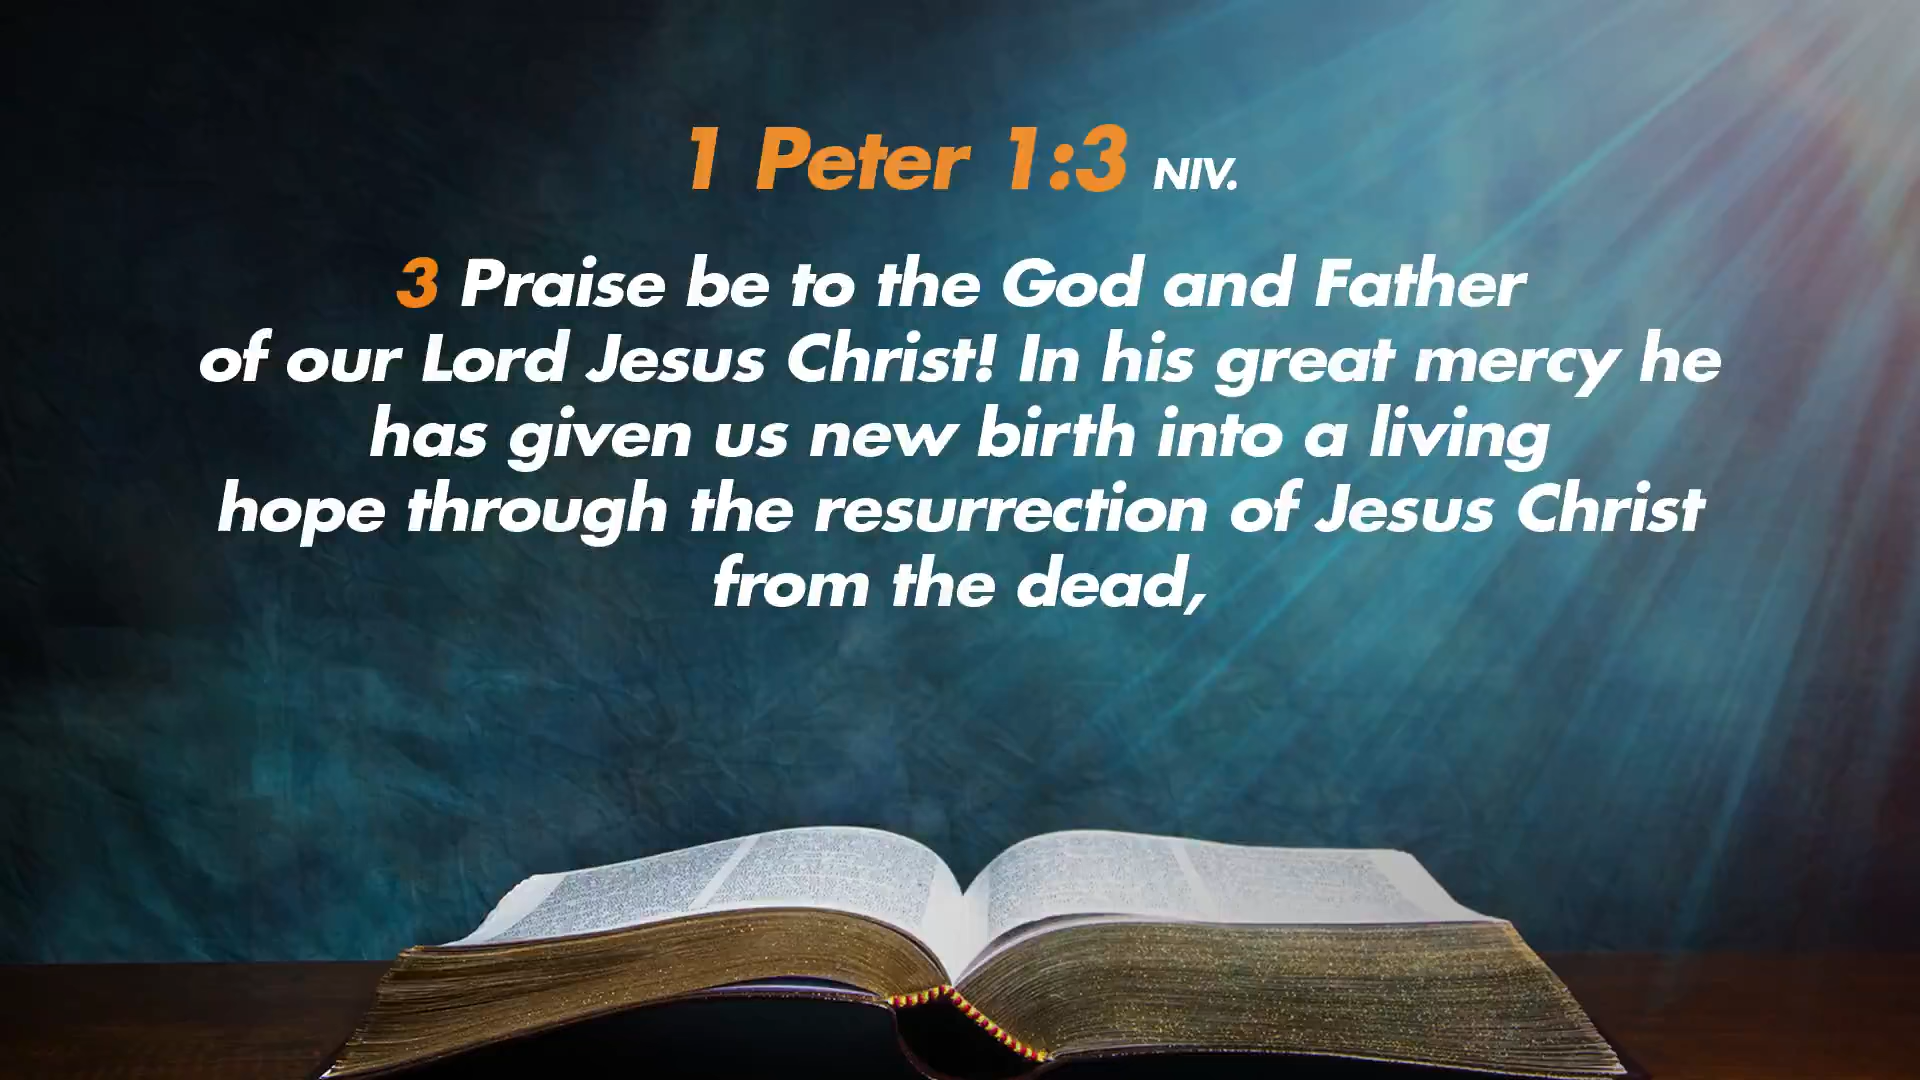 1 Peter 1:3 NIV.
3 Praise be to the God and Father
of our Lord Jesus Christ! In his great mercy he
has given us new birth into a living
hope through the resurrection of Jesus Christ
from the dead,